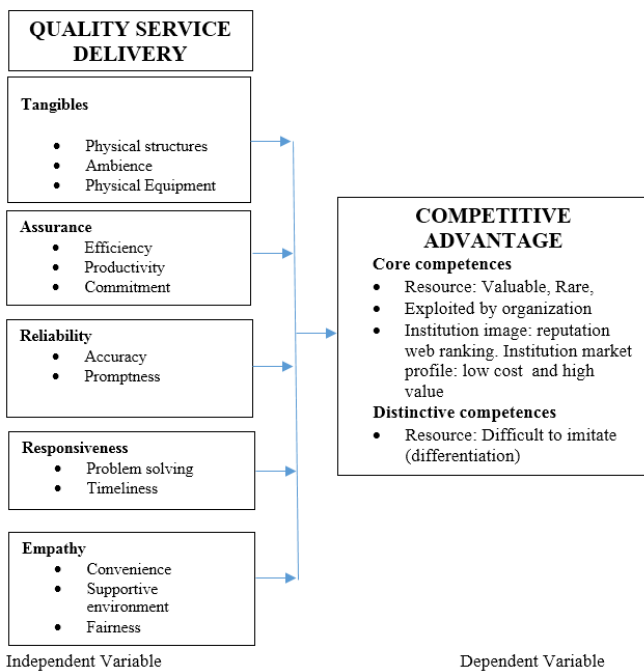 QUALITY SERVICE
DELIVERY
Tangibles
• Physical structures
• Ambience
• Physical Equipment
Assurance
• Efficiency
• Productivity
• Commitment
Reliability
• Accuracy
• Promptness
Responsiveness
• Problem solving
• Timeliness
Empathy
• Convenience
• Supportive
environment
• Fairness
Independent Variable
COMPETITIVE
ADVANTAGE
Core competences
• Resource: Valuable, Rare,
• Exploited by organization
• Institution image: reputation
web ranking. Institution market
profile: low cost and high
value
Distinctive competences
• Resource: Difficult to imitate
(differentiation)
Dependent Variable